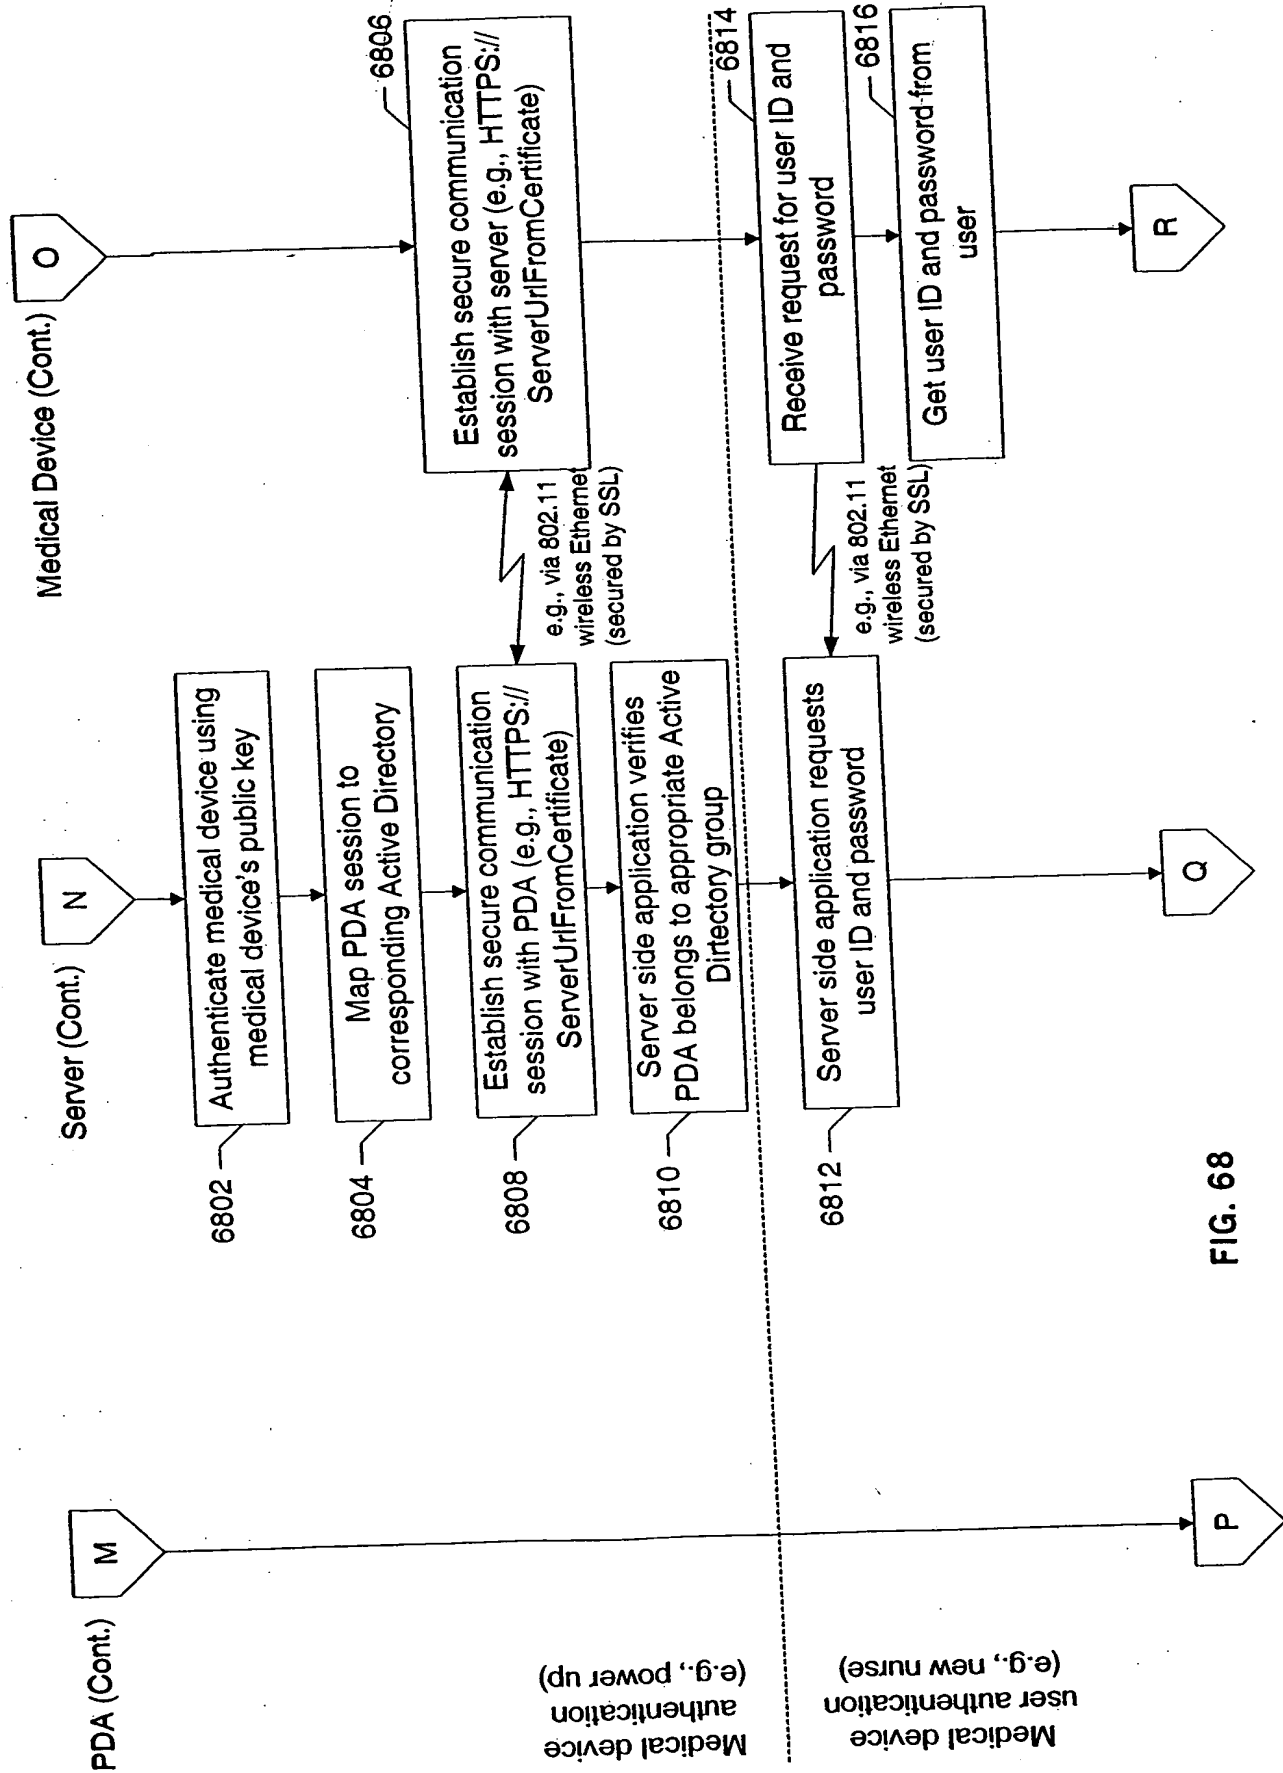 PDA (Cont.)
M
Server (Cont.)
N
Medical Device (Cont.)
O
6802
Authenticate medical device using
medical device's public key
6804
Map PDA session to
corresponding Active Directory
6806
Establish secure communication
session with server (e.g., HTTPS://
ServerUrlFromCertificate)
6808
Establish secure communication
session with PDA (e.g., HTTPS://
ServerUrlFromCertificate)
e.g., via 802.11
wireless Ethernet
(secured by SSL)
6810
Server side application verifies
PDA belongs to appropriate Active
Dirtectory group
Medical device
authentication
(e.g., power up)
Medical device
user authentication
(e.g., new nurse)
6812
Server side application requests
user ID and password
e.g., via 802.11
wireless Ethernet
(secured by SSL)
6814
Receive request for user ID and
password
6816
Get user ID and password from
user
P
Q
R
FIG. 68